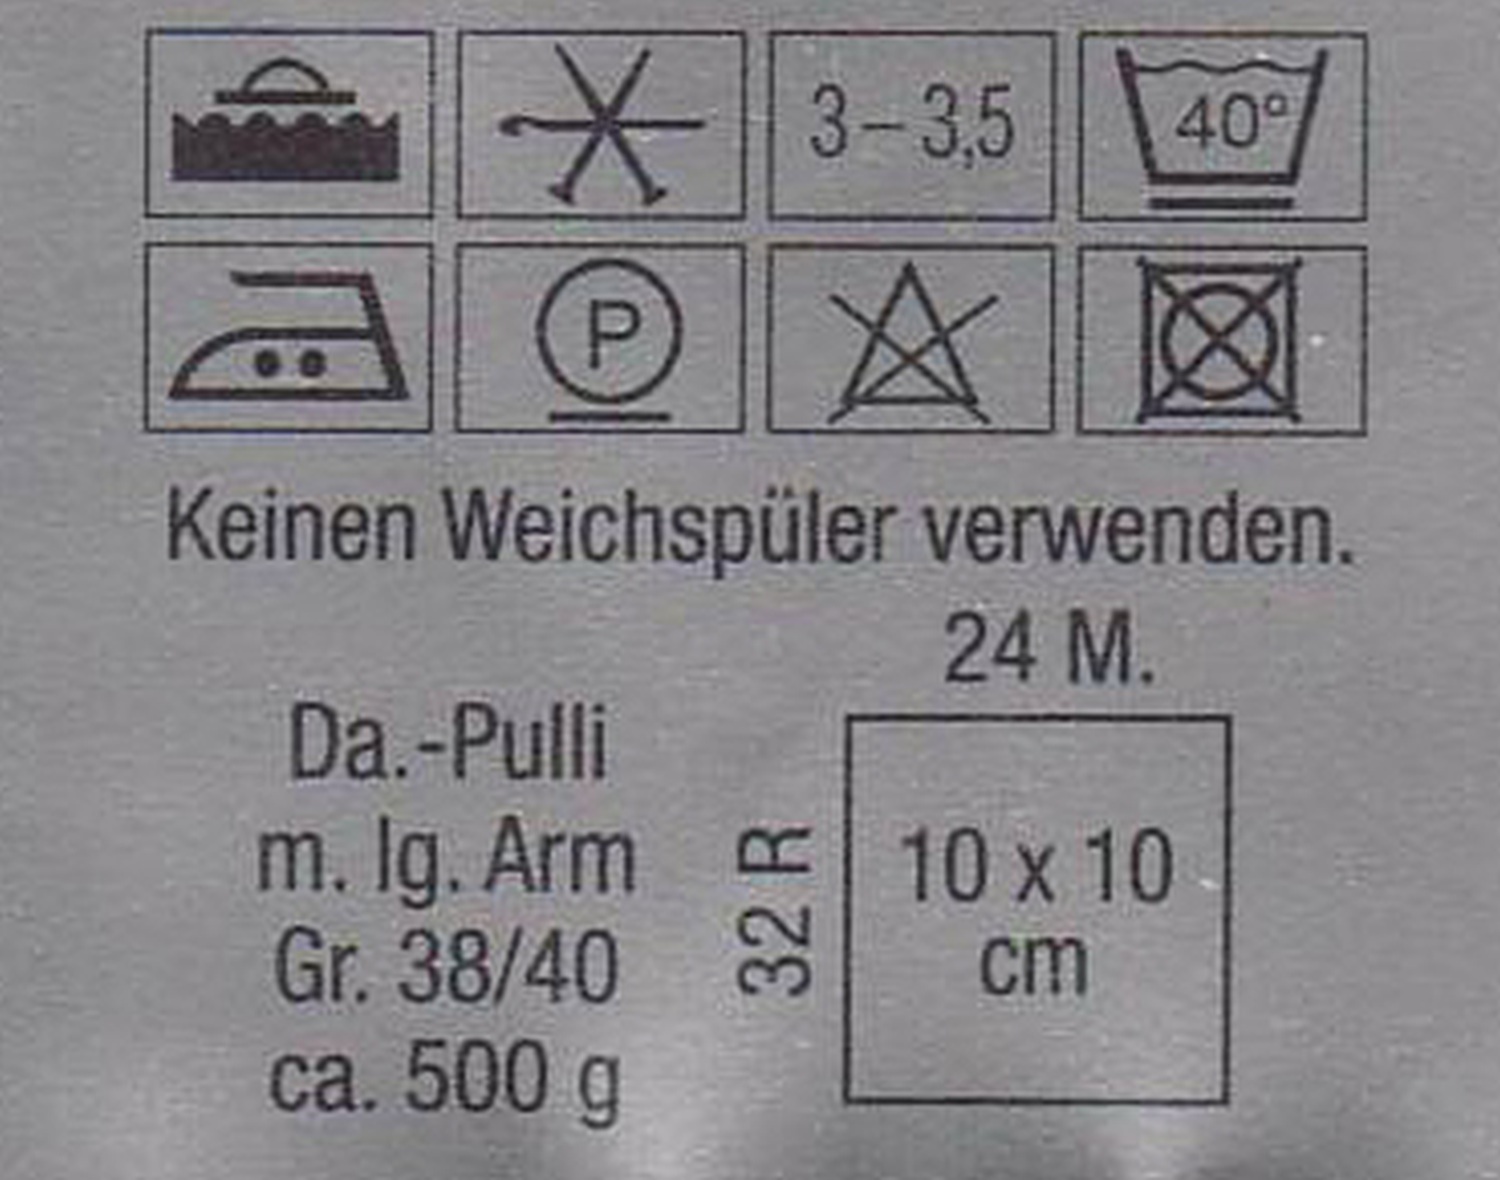 3 – 3,5
40°
P
Keinen Weichspüler verwenden.
24 M.
Da.-Pulli
m. lg. Arm
Gr. 38/40
ca. 500 g
32 R
10 x 10
cm